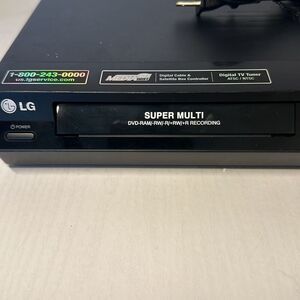 1-800-243-0000
us.lgservice.com
Digital Cable &
Satellite Box Controller
Digital TV Tuner
ATSC / NTSC
LG
POWER
SUPER MULTI
DVD-RAM/-RW/-R/+RW/+R RECORDING